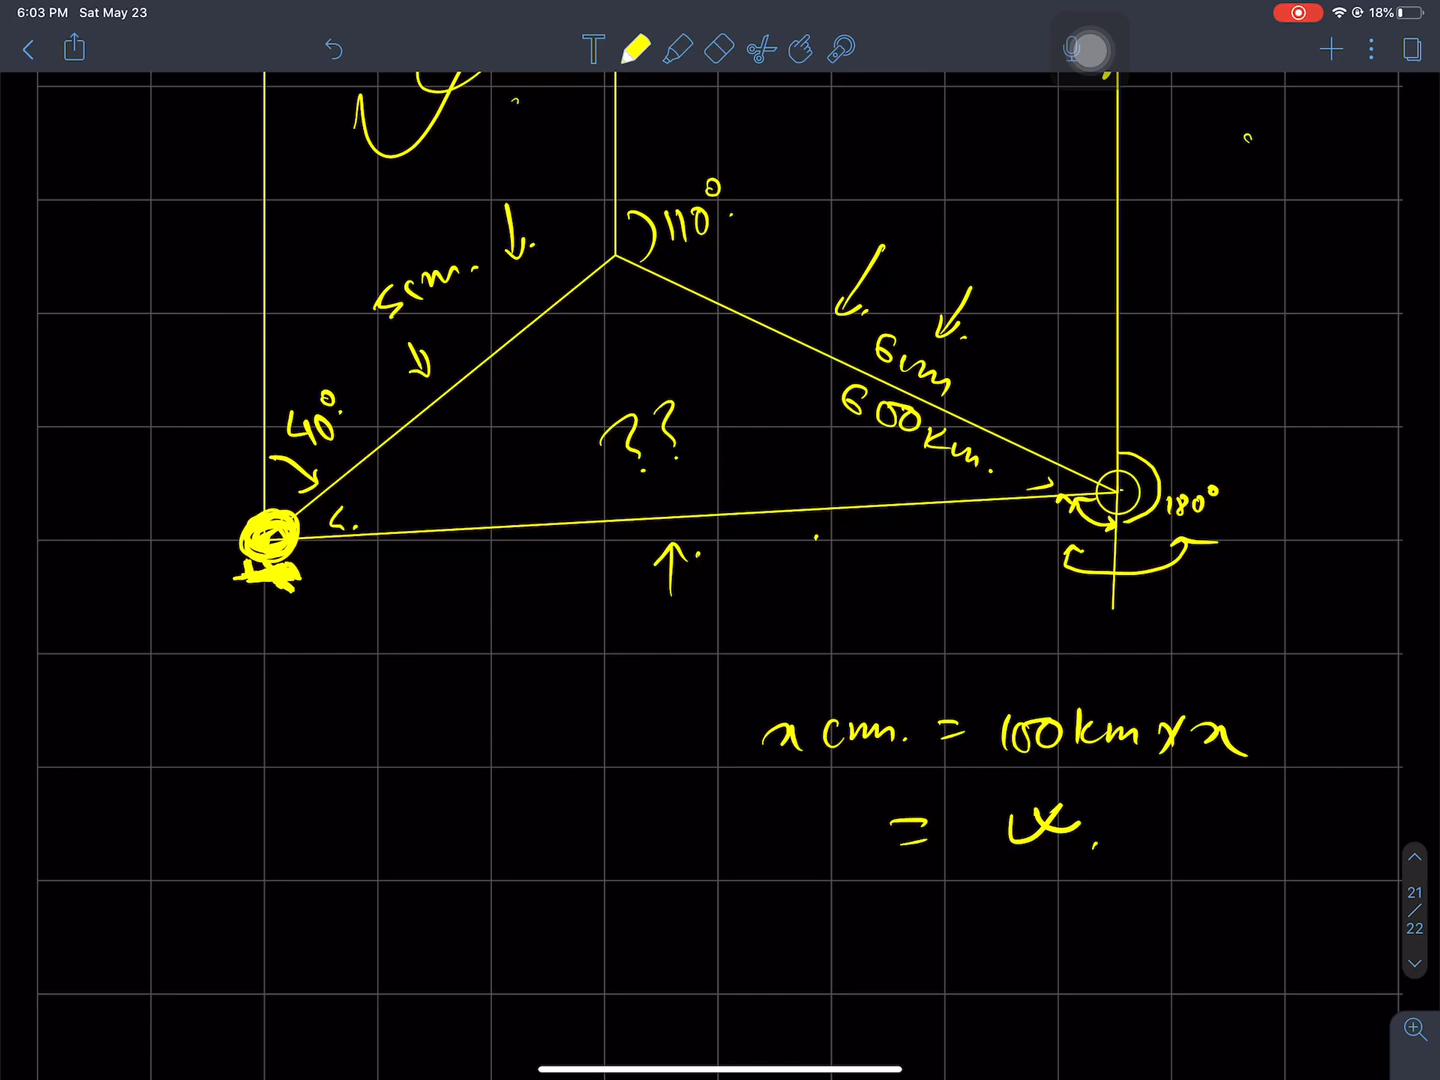 6:03 PM Sat May 23
18%
T
110°
5cm.
6cm
600km.
40°
??
180°
x cm. = 100km × x
=
21
/
22